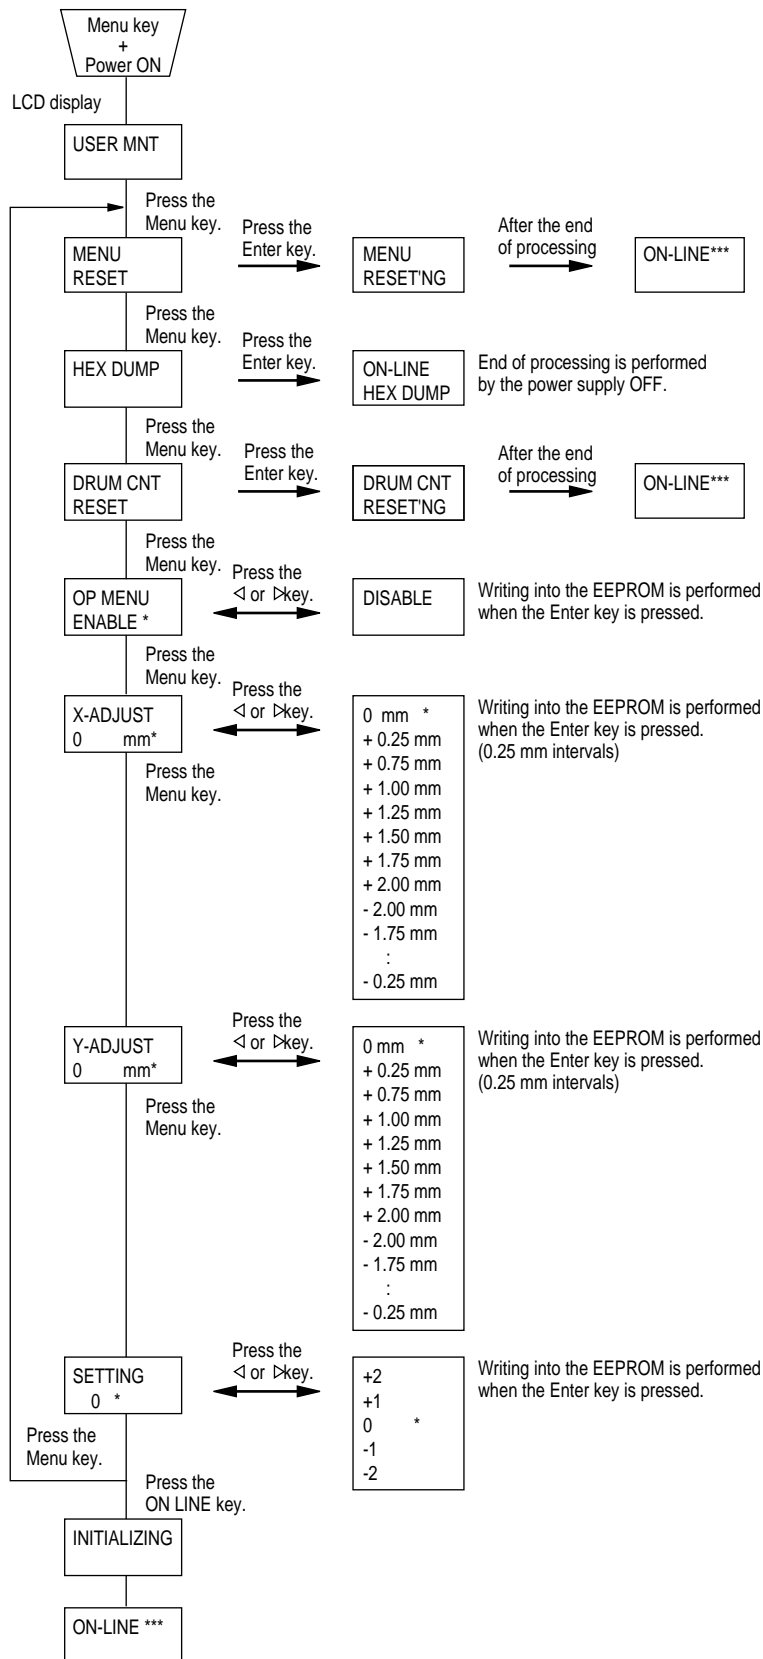 Menu key
+
Power ON
LCD display
USER MNT
Press the
Menu key.
MENU
RESET
Press the
Enter key.
MENU
RESET'NG
After the end
of processing
ON-LINE***
Press the
Menu key.
HEX DUMP
Press the
Enter key.
ON-LINE
HEX DUMP
End of processing is performed
by the power supply OFF.
Press the
Menu key.
DRUM CNT
RESET
Press the
Enter key.
DRUM CNT
RESET'NG
After the end
of processing
ON-LINE***
Press the
Menu key.
OP MENU
ENABLE *
Press the
◁ or ▷key.
DISABLE
Writing into the EEPROM is performed
when the Enter key is pressed.
Press the
Menu key.
X-ADJUST
0 mm*
Press the
◁ or ▷key.
0 mm *
+ 0.25 mm
+ 0.75 mm
+ 1.00 mm
+ 1.25 mm
+ 1.50 mm
+ 1.75 mm
+ 2.00 mm
- 2.00 mm
- 1.75 mm
:
- 0.25 mm
Writing into the EEPROM is performed
when the Enter key is pressed.
(0.25 mm intervals)
Press the
Menu key.
Y-ADJUST
0 mm*
Press the
◁ or ▷key.
0 mm *
+ 0.25 mm
+ 0.75 mm
+ 1.00 mm
+ 1.25 mm
+ 1.50 mm
+ 1.75 mm
+ 2.00 mm
- 2.00 mm
- 1.75 mm
:
- 0.25 mm
Writing into the EEPROM is performed
when the Enter key is pressed.
(0.25 mm intervals)
Press the
Menu key.
SETTING
0 *
Press the
◁ or ▷key.
+2
+1
0 *
-1
-2
Writing into the EEPROM is performed
when the Enter key is pressed.
Press the
Menu key.
Press the
ON LINE key.
INITIALIZING
ON-LINE ***